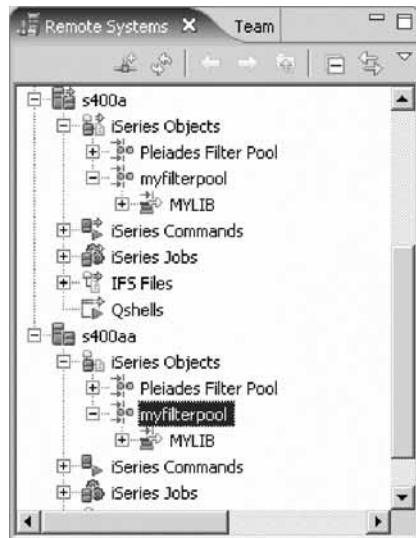 Remote Systems Team
s400a
iSeries Objects
Pleiades Filter Pool
myfilterpool
MYLIB
iSeries Commands
iSeries Jobs
IFS Files
Qshells
s400aa
iSeries Objects
Pleiades Filter Pool
myfilterpool
MYLIB
iSeries Commands
iSeries Jobs